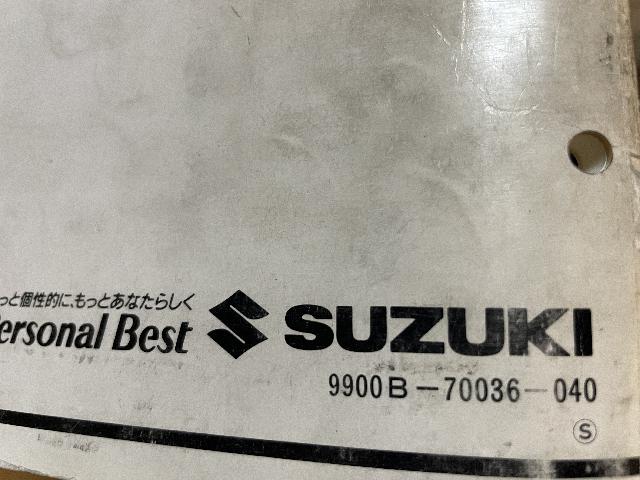 っと個性的に、もっとあなたらしく
Personal Best SUZUKI
9900B-70036-040
S